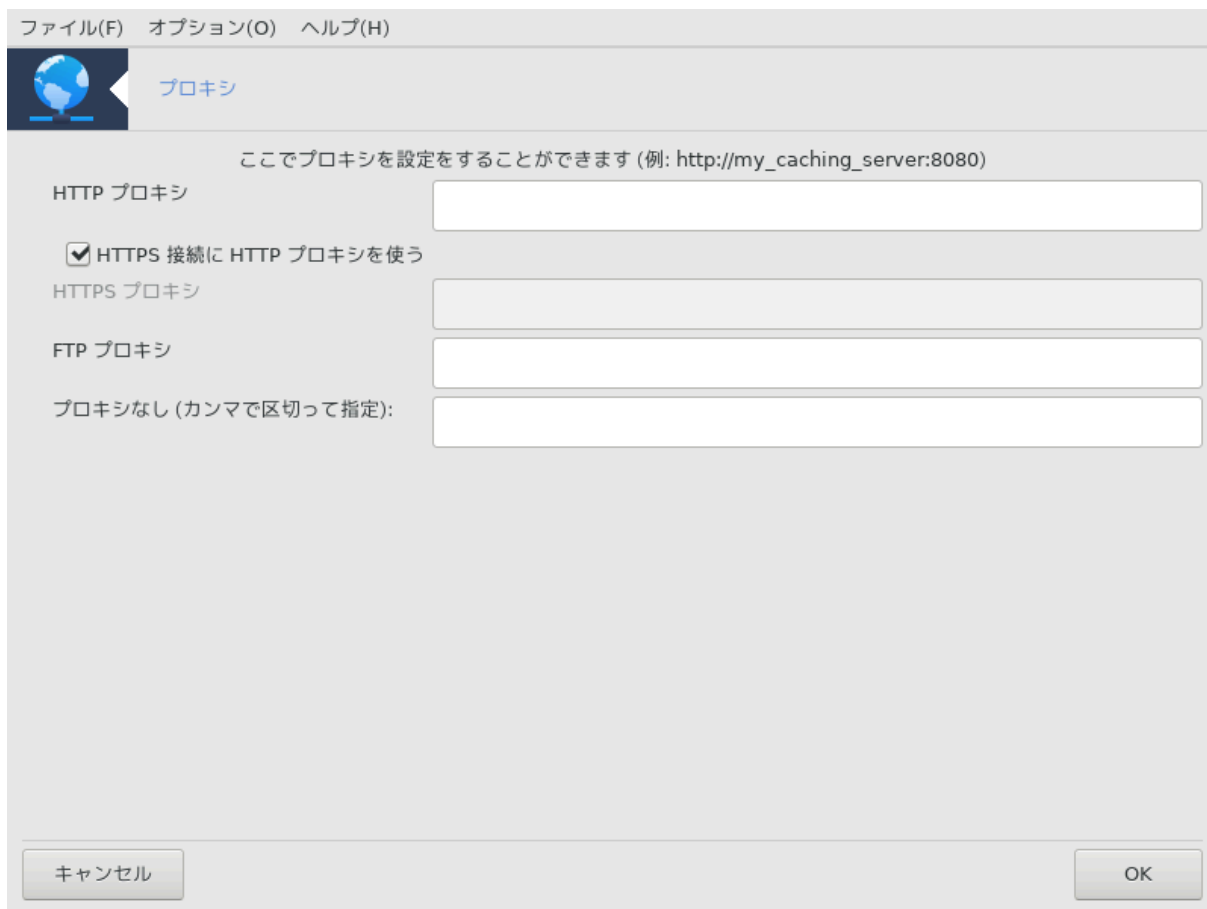 ファイル(F) オプション(O) ヘルプ(H)
プロキシ
ここでプロキシを設定をすることができます (例: http://my_caching_server:8080)
HTTP プロキシ
HTTPS 接続に HTTP プロキシを使う
HTTPS プロキシ
FTP プロキシ
プロキシなし (カンマで区切って指定):
キャンセル OK